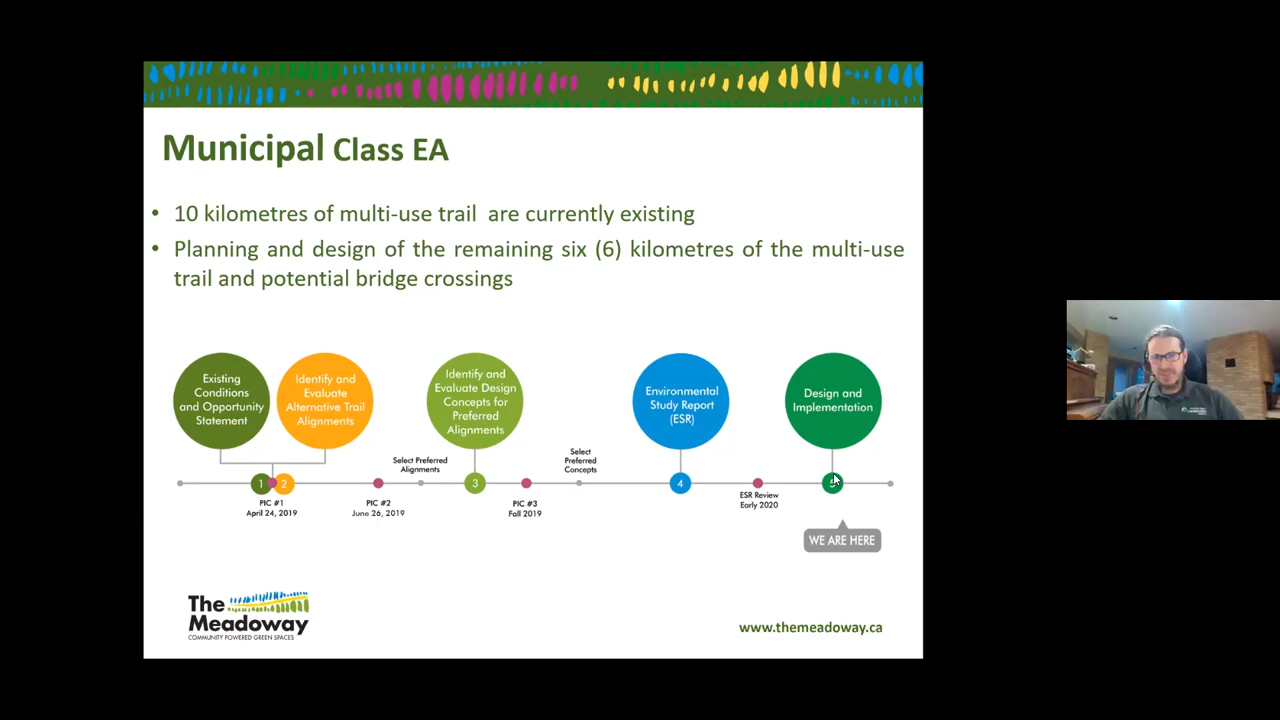 Municipal Class EA
• 10 kilometres of multi-use trail are currently existing
• Planning and design of the remaining six (6) kilometres of the multi-use
trail and potential bridge crossings
Existing
Conditions
and Opportunity
Statement
Identify and
Evaluate
Alternative Trail
Alignments
Identify and
Evaluate Design
Concepts for
Preferred
Alignments
Environmental
Study Report
(ESR)
Design and
Implementation
Select Preferred
Alignments
Select
Preferred
Concepts
1
2
3
4
5
PIC #1
April 24, 2019
PIC #2
June 26, 2019
PIC #3
Fall 2019
ESR Review
Early 2020
WE ARE HERE
The
Meadoway
COMMUNITY POWERED GREEN SPACES
www.themeadoway.ca